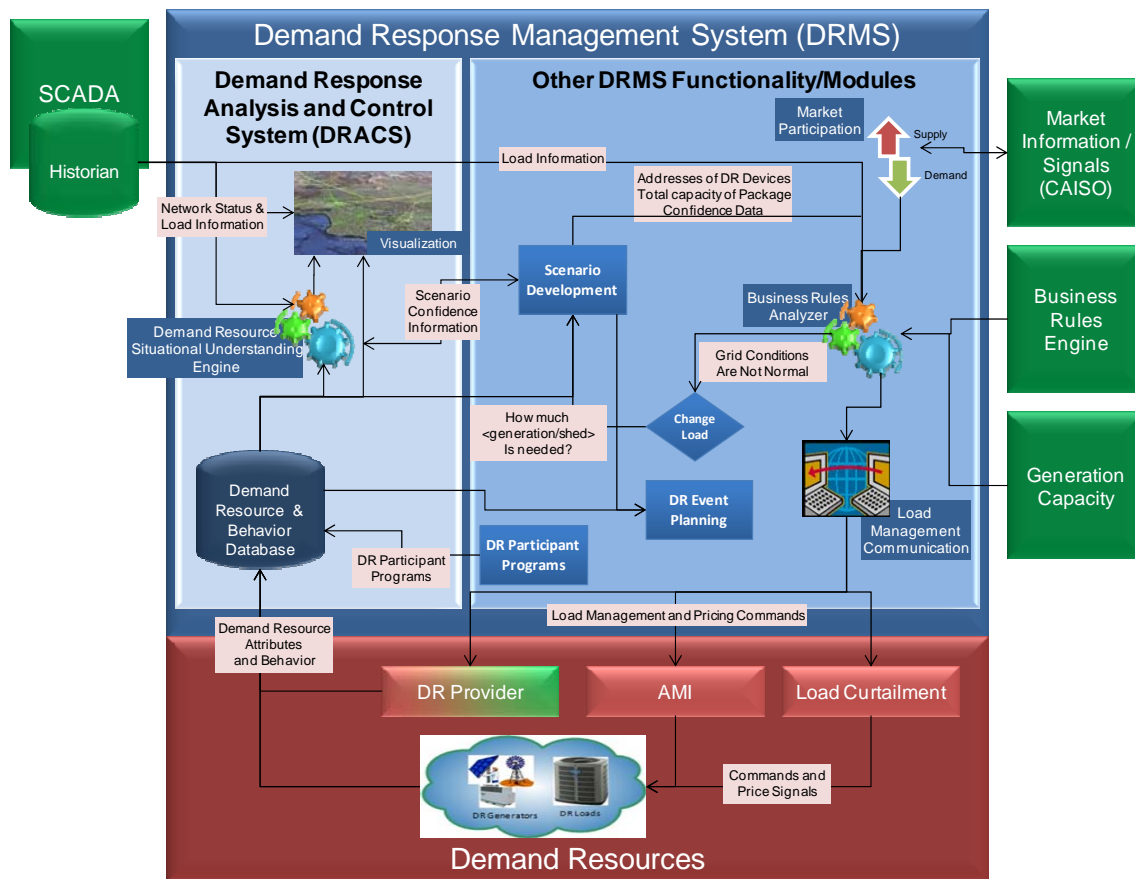 Demand Response Management System (DRMS)
SCADA
Historian
Demand Response
Analysis and Control
System (DRACS)
Other DRMS Functionality/Modules
Market
Participation
Supply
Demand
Market
Information /
Signals
(CAISO)
Load Information
Addresses of DR Devices
Total capacity of Package
Confidence Data
Network Status &
Load Information
Visualization
Scenario
Development
Scenario
Confidence
Information
Business Rules
Analyzer
Business
Rules
Engine
Demand Resource
Situational Understanding
Engine
Grid Conditions
Are Not Normal
How much
<generation/shed>
Is needed?
Change
Load
Generation
Capacity
Demand
Resource &
Behavior
Database
DR Event
Planning
Load
Management
Communication
DR Participant
Programs
DR Participant
Programs
Load Management and Pricing Commands
Demand Resource
Attributes
and Behavior
DR Provider
AMI
Load Curtailment
Commands and
Price Signals
DR Generators
DR Loads
Demand Resources